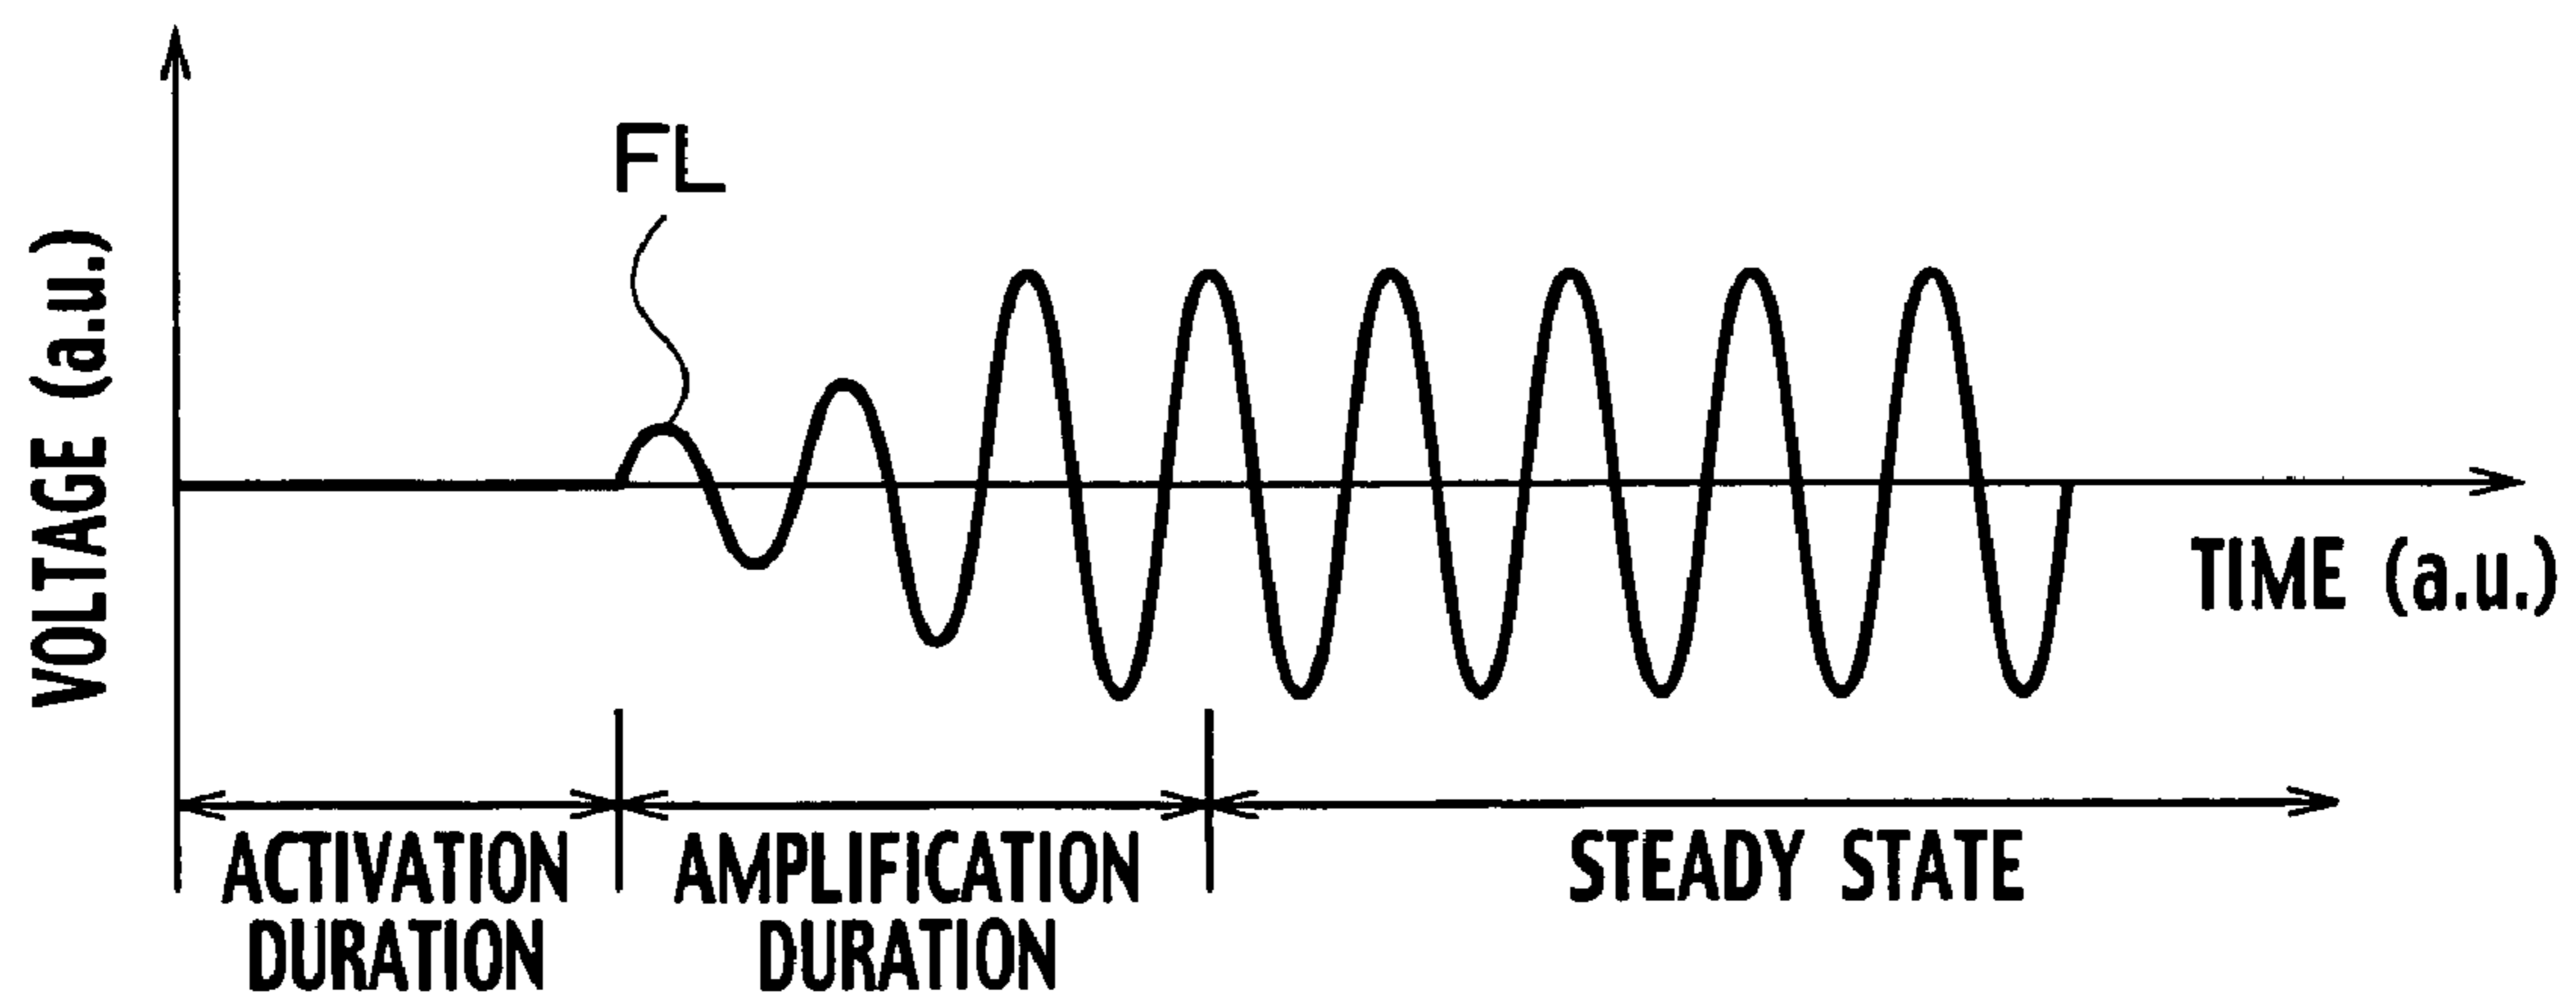 FL
VOLTAGE (a.u.)
TIME (a.u.)
ACTIVATION
DURATION
AMPLIFICATION
DURATION
STEADY STATE